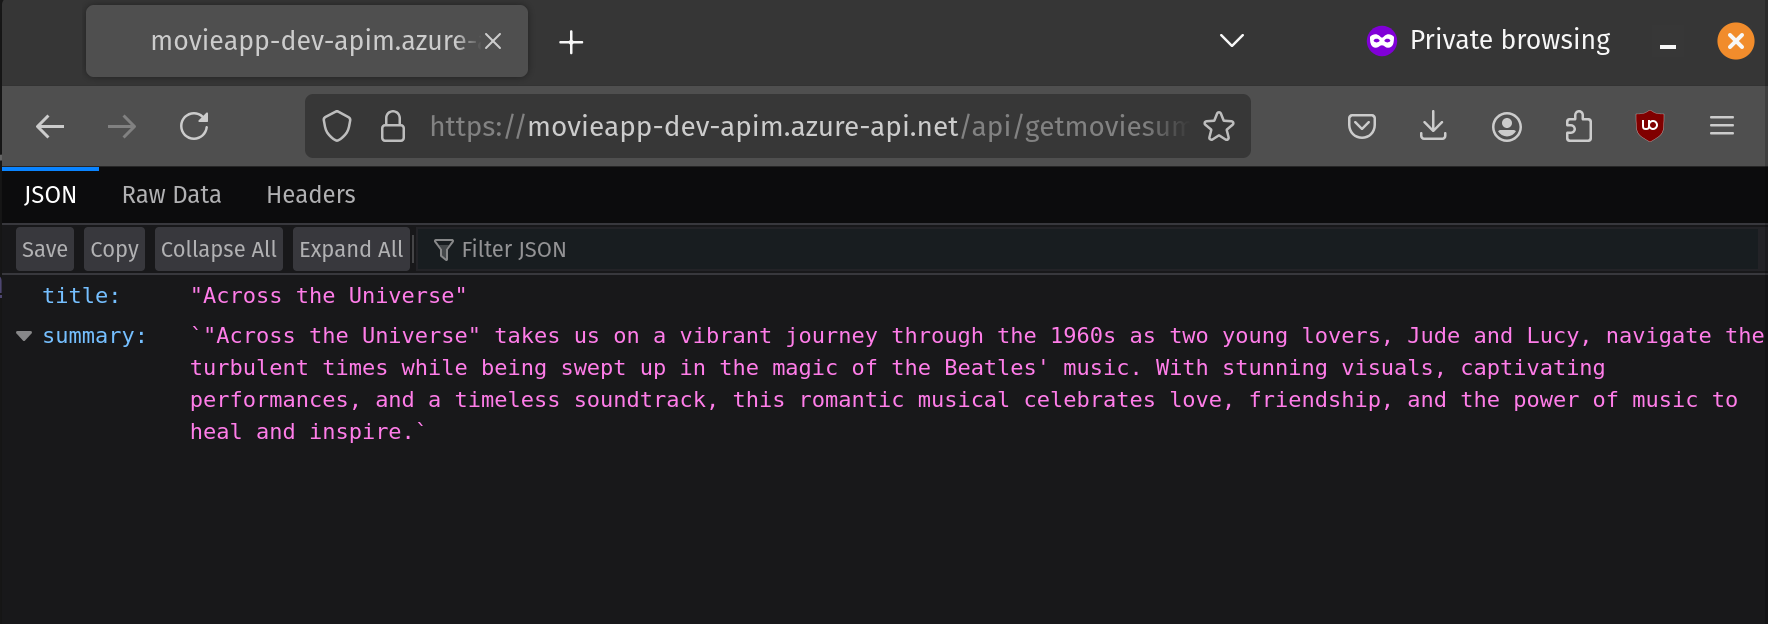 movieapp-dev-apim.azure-
Private browsing
https://movieapp-dev-apim.azure-api.net/api/getmoviesum
JSON Raw Data Headers
Save Copy Collapse All Expand All Filter JSON
title: "Across the Universe"
summary: `"Across the Universe" takes us on a vibrant journey through the 1960s as two young lovers, Jude and Lucy, navigate the
turbulent times while being swept up in the magic of the Beatles' music. With stunning visuals, captivating
performances, and a timeless soundtrack, this romantic musical celebrates love, friendship, and the power of music to
heal and inspire.`